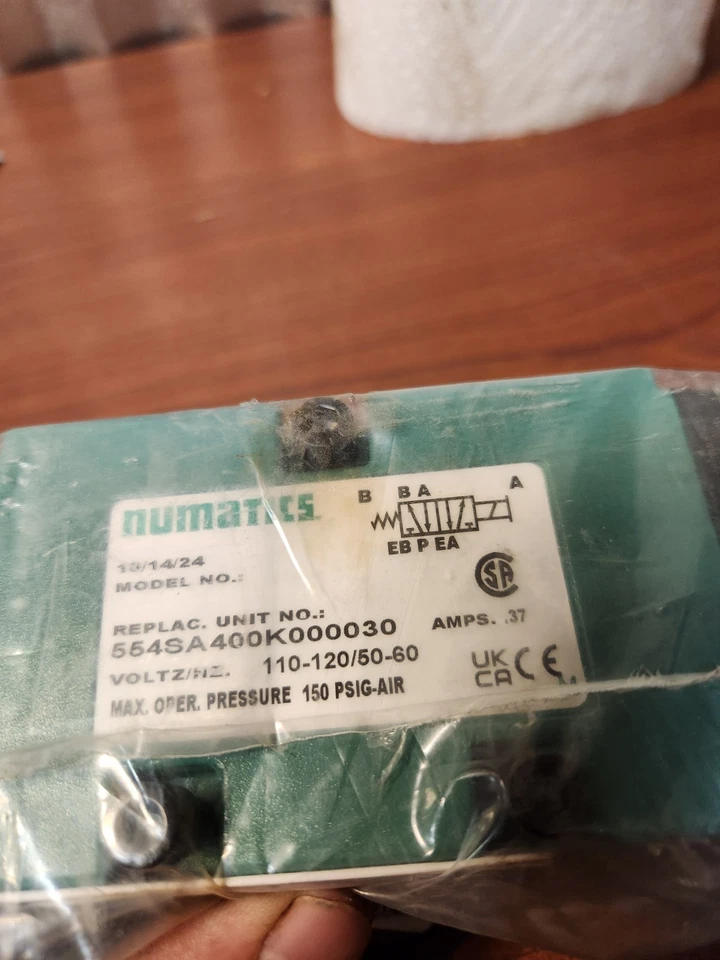 numatics
B B A A
EB P EA
10/14/24
MODEL NO.:
REPLAC. UNIT NO.:
554SA400K000030
AMPS. .37
VOLTZ/HZ. 110-120/50-60
MAX. OPER. PRESSURE 150 PSIG-AIR
UK
CA
CE
SA